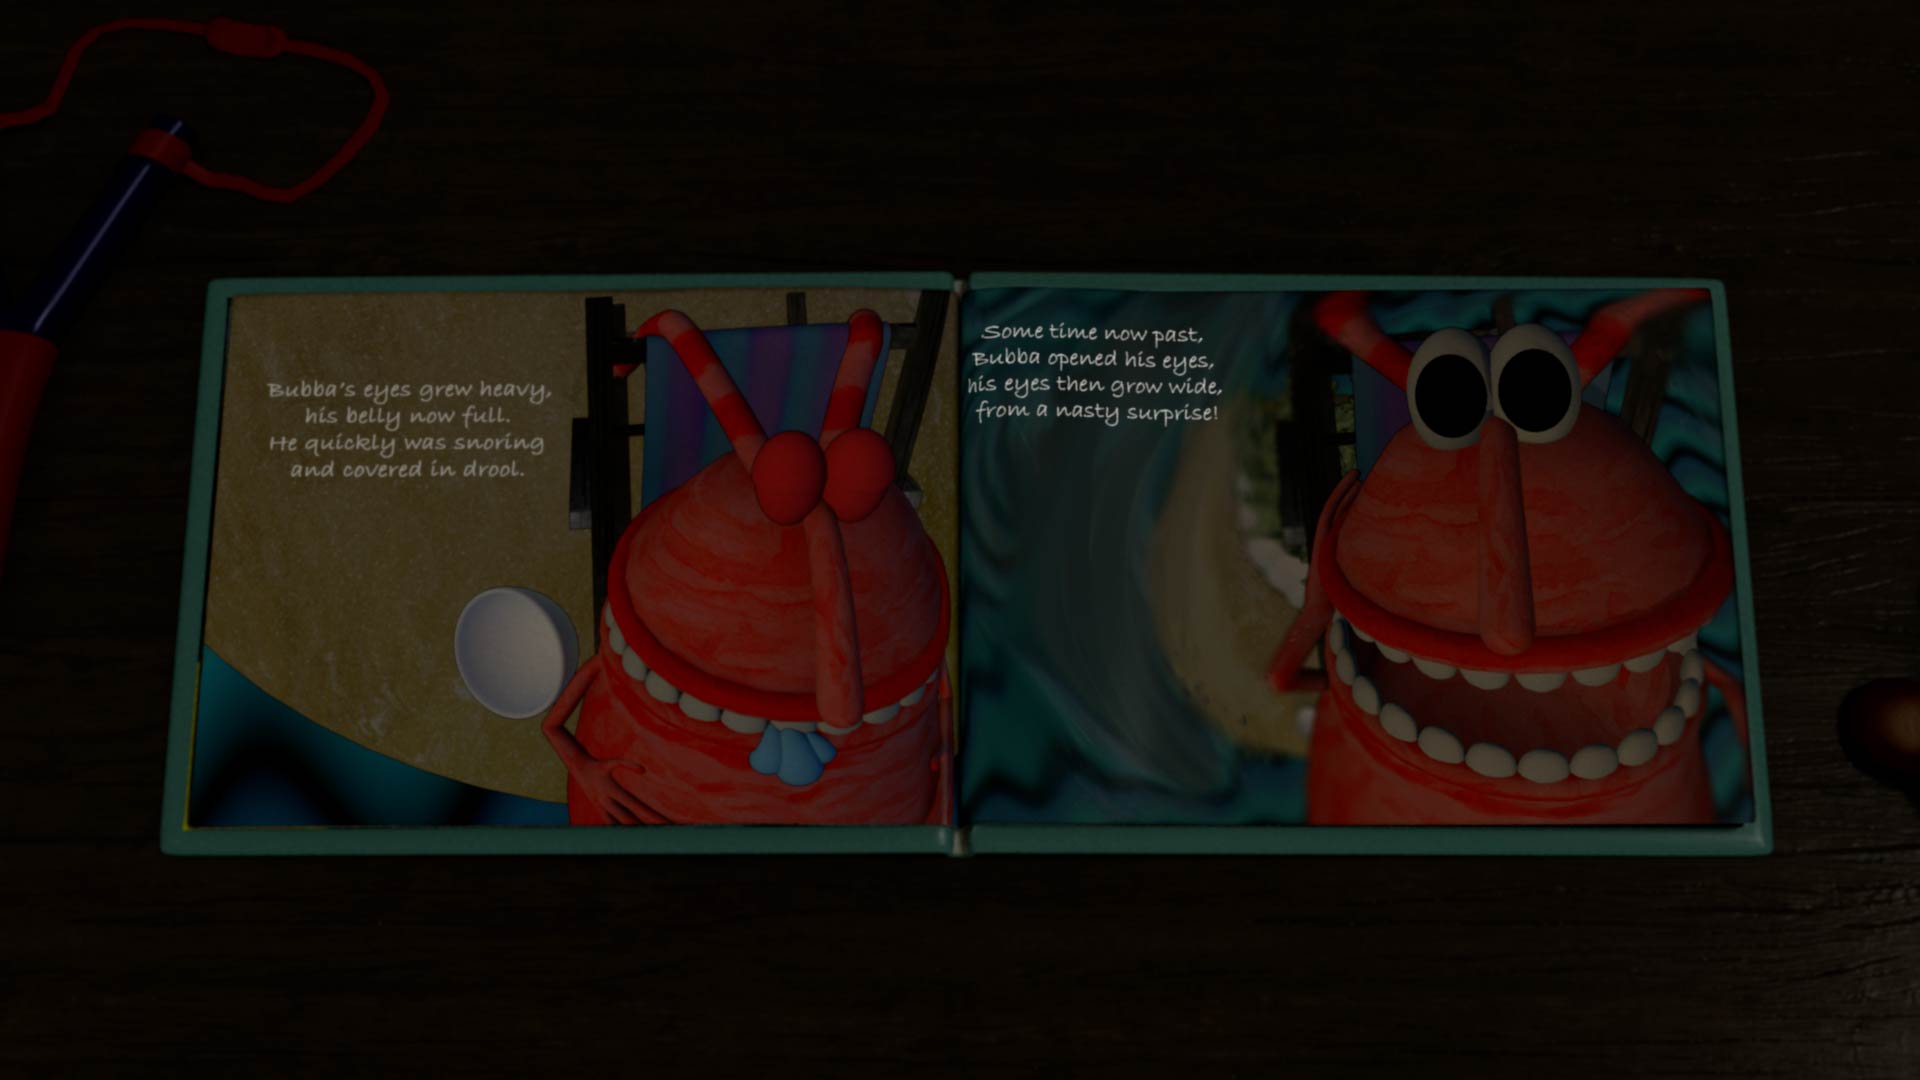 Bubba's eyes grew heavy,
his belly now full.
He quickly was snoring
and covered in drool.
Some time now past,
Bubba opened his eyes,
his eyes then grow wide,
from a nasty surprise!